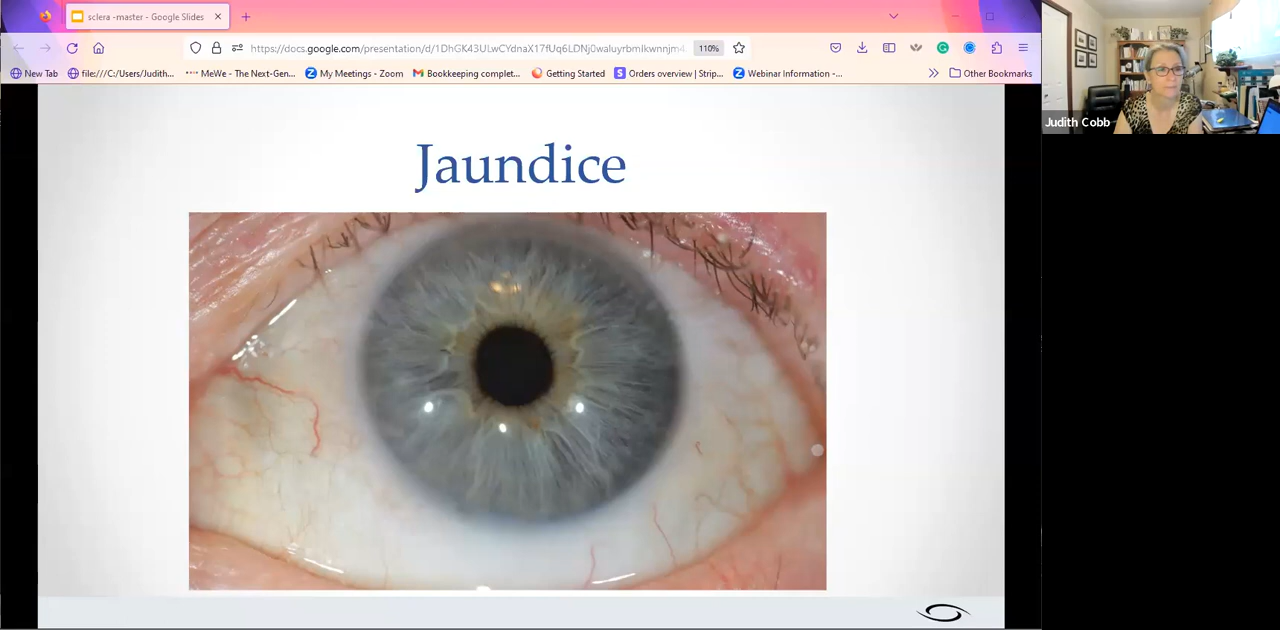 sclera -master - Google Slides
https://docs.google.com/presentation/d/
110%
New Tab
file:///C:/Users/Judith...
MeWe - The Next-Gen...
My Meetings - Zoom
Bookkeeping complet...
Getting Started
Orders overview | Strip...
Webinar Information -...
Other Bookmarks
Judith Cobb
Jaundice